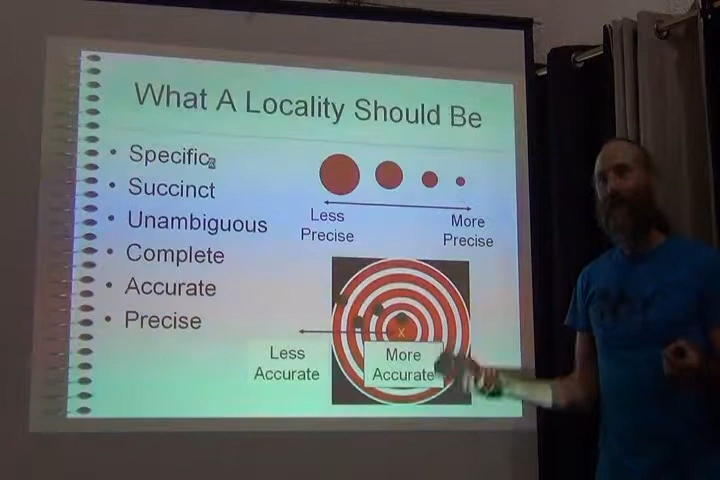 What A Locality Should Be
• Specific
• Succinct
• Unambiguous
• Complete
• Accurate
• Precise
Less
Precise
More
Precise
X
Less
Accurate
More
Accurate